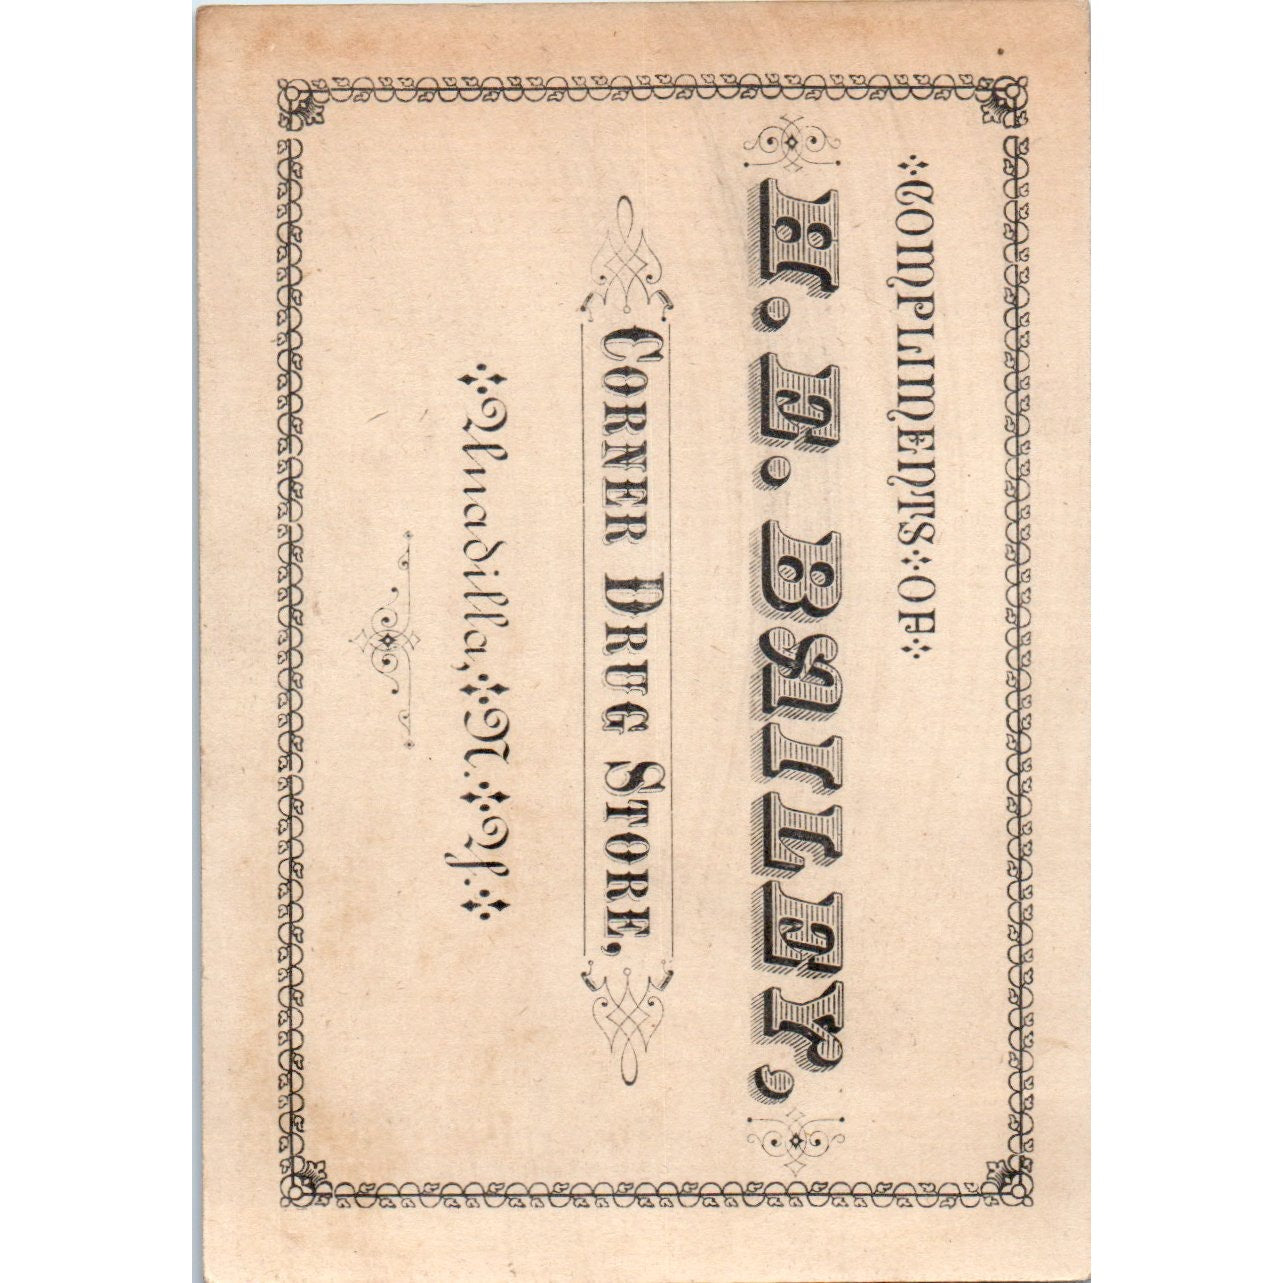 COMPLIMENTS OF
H. E. BAILEY,
CORNER DRUG STORE,
Unadilla, N. Y.